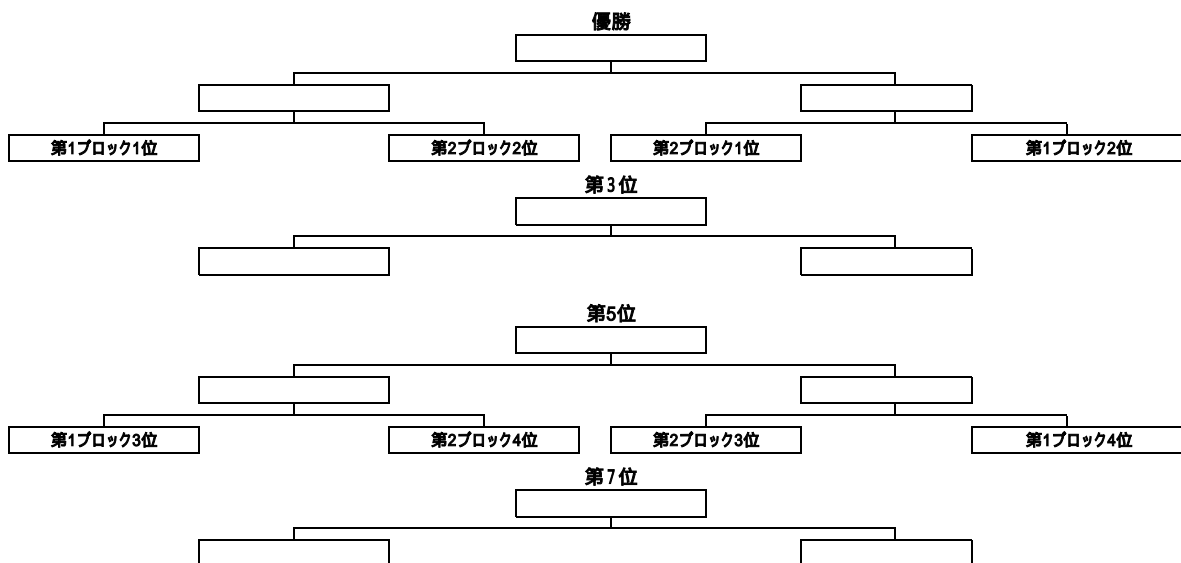 優勝
第1ブロック1位 第2ブロック2位 第2ブロック1位 第1ブロック2位
第3位
第5位
第1ブロック3位 第2ブロック4位 第2ブロック3位 第1ブロック4位
第7位